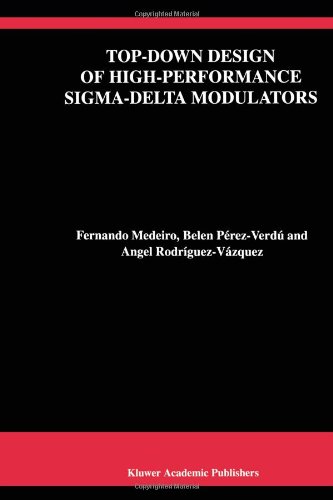 TOP-DOWN DESIGN
OF HIGH-PERFORMANCE
SIGMA-DELTA MODULATORS
Fernando Medeiro, Belen Pérez-Verdú and
Angel Rodríguez-Vázquez
Kluwer Academic Publishers